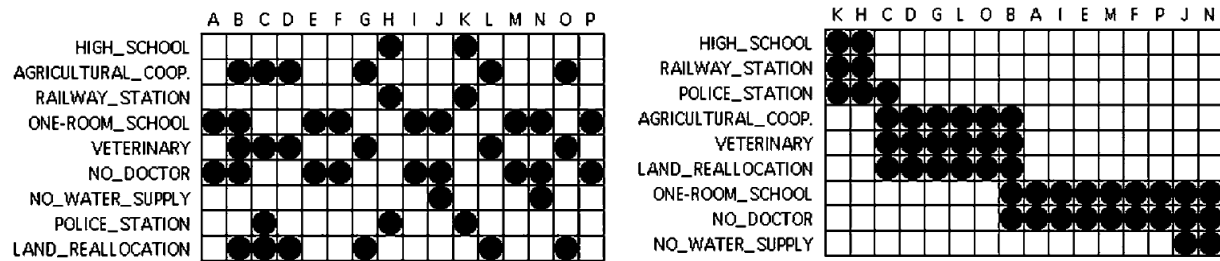 A B C D E F G H I J K L M N O P
HIGH_SCHOOL
AGRICULTURAL_COOP.
RAILWAY_STATION
ONE-ROOM_SCHOOL
VETERINARY
NO_DOCTOR
NO_WATER_SUPPLY
POLICE_STATION
LAND_REALLOCATION
K H C D G L O B A I E M F P J N
HIGH_SCHOOL
RAILWAY_STATION
POLICE_STATION
AGRICULTURAL_COOP.
VETERINARY
LAND_REALLOCATION
ONE-ROOM_SCHOOL
NO_DOCTOR
NO_WATER_SUPPLY